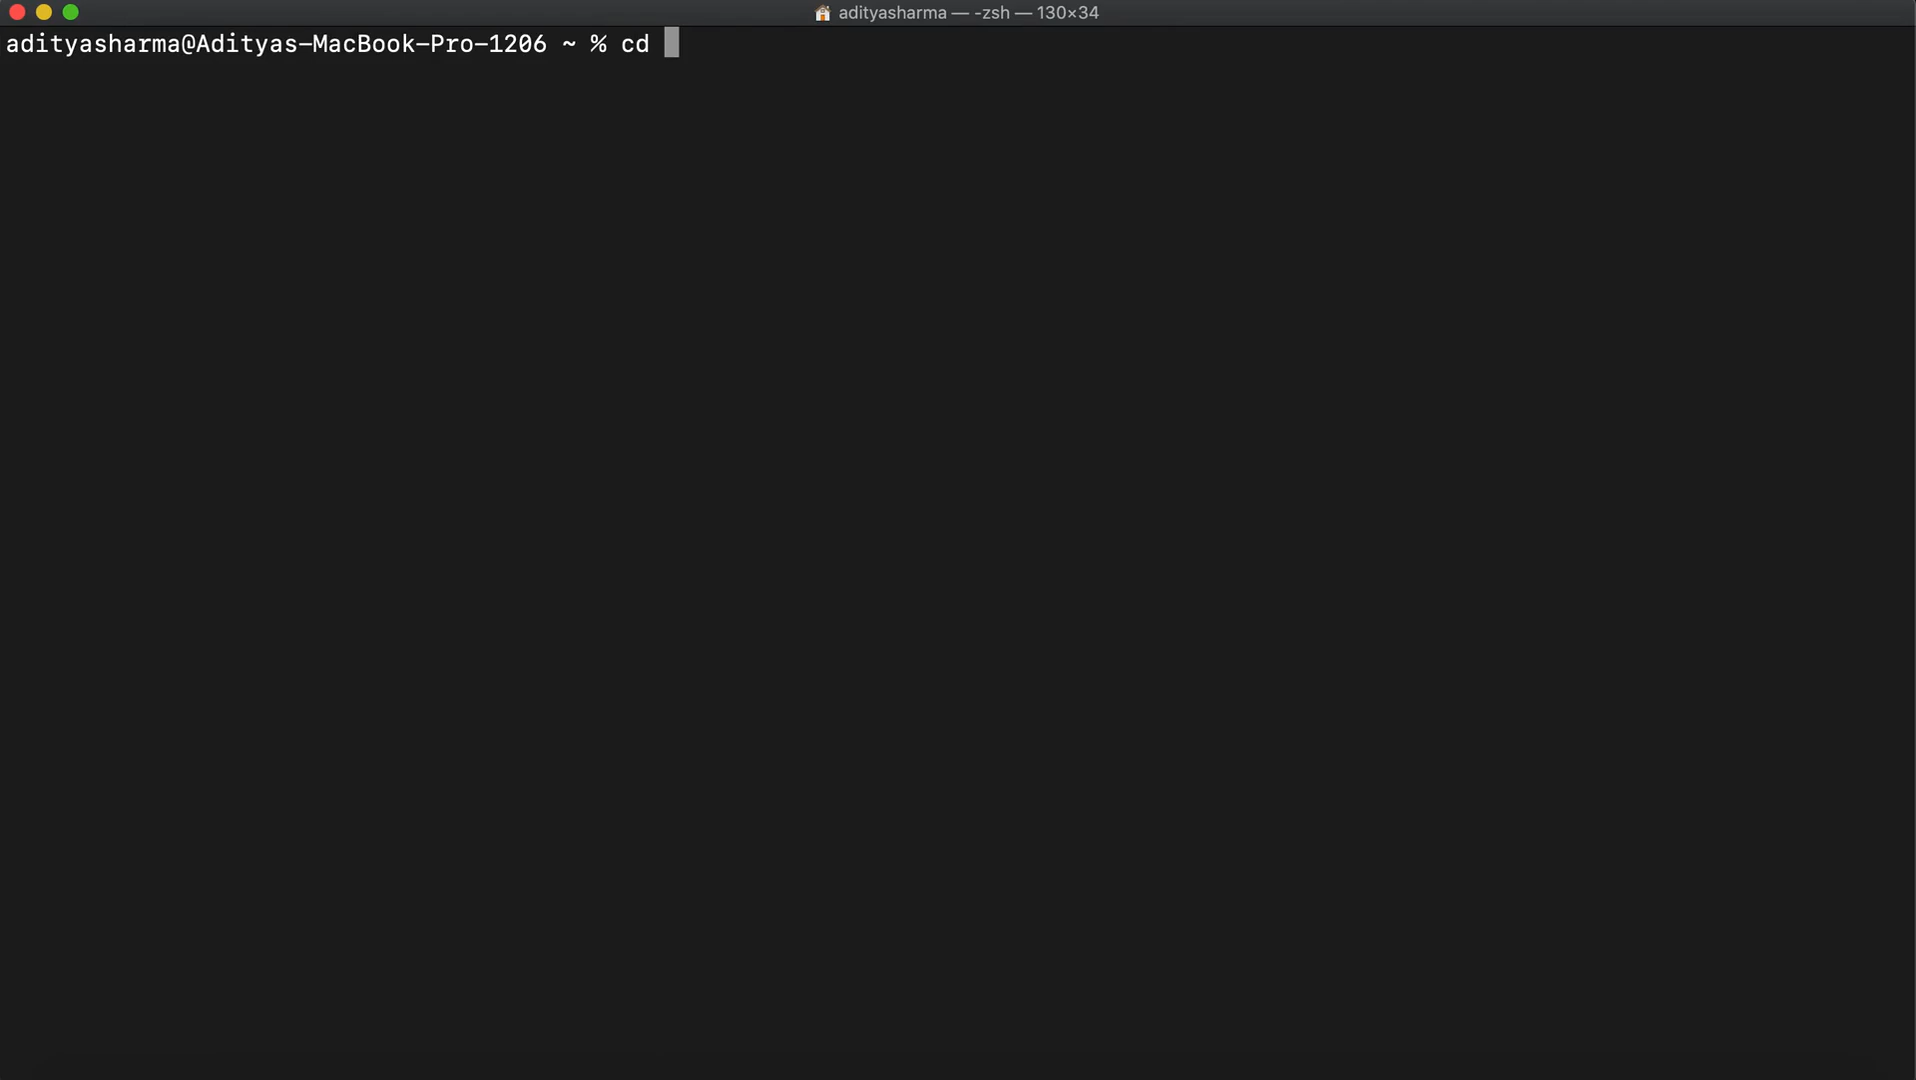 adityasharma — -zsh — 130×34
adityasharma@Adityas-MacBook-Pro-1206 ~ % cd